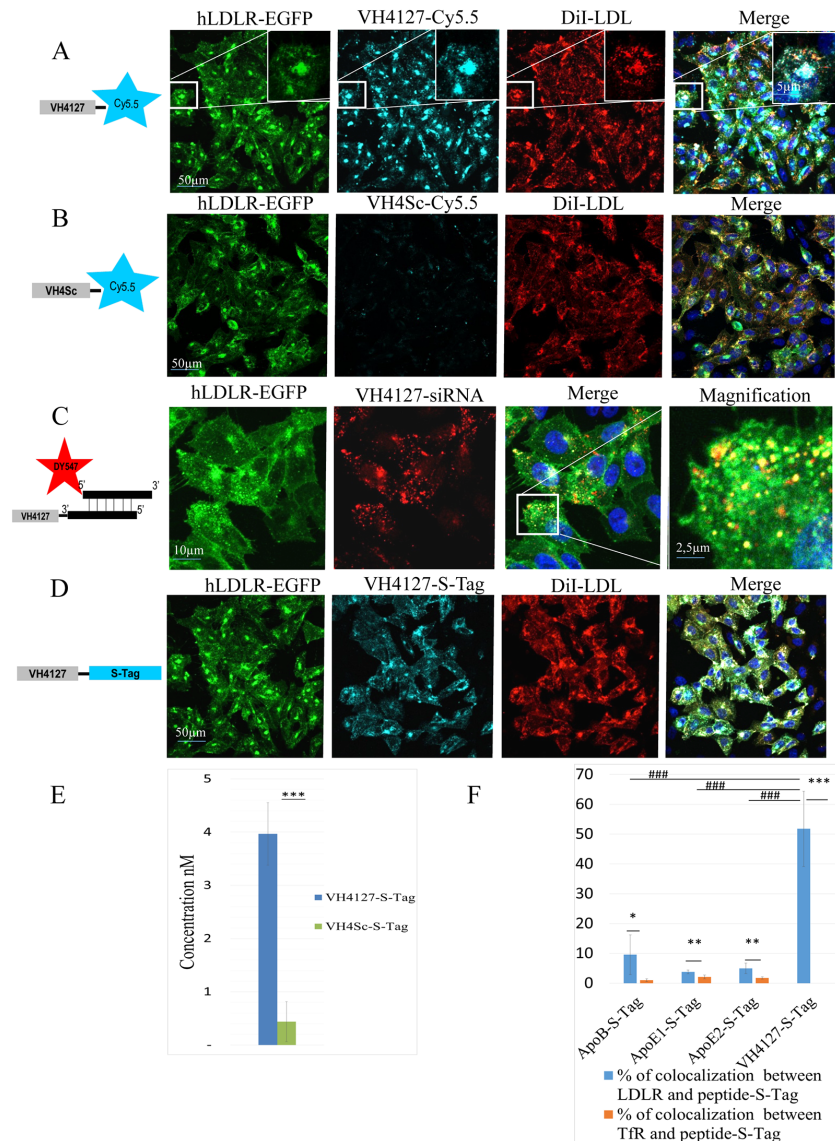 hLDLR-EGFP VH4127-Cy5.5 DiI-LDL Merge
A
VH4127 Cy5.5
5µm
50µm
hLDLR-EGFP VH4Sc-Cy5.5 DiI-LDL Merge
B
VH4Sc Cy5.5
50µm
hLDLR-EGFP VH4127-siRNA Merge Magnification
C
DY547
5' 3'
VH4127 3' 5'
10µm
2,5µm
hLDLR-EGFP VH4127-S-Tag DiI-LDL Merge
D
VH4127 S-Tag
50µm
E
Concentration nM
5
4
3
2
1
-
***
VH4127-S-Tag
VH4Sc-S-Tag
F
70
60
50
40
30
20
10
0
###
###
###
***
*
**
**
ApoB-S-Tag
ApoE1-S-Tag
ApoE2-S-Tag
VH4127-S-Tag
% of colocalization between
LDLR and peptide-S-Tag
% of colocalization between
TfR and peptide-S-Tag